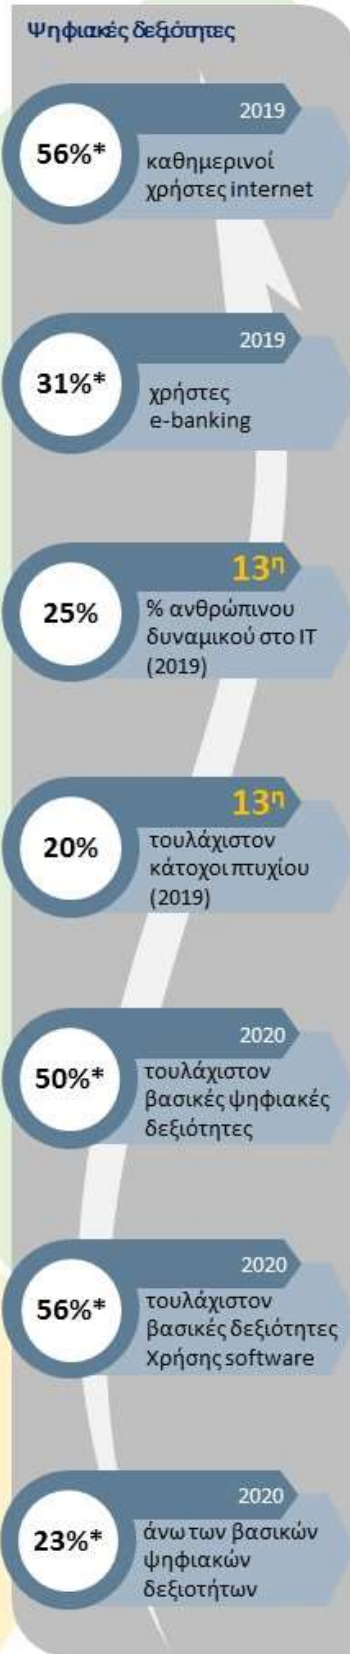 Ψηφιακές δεξιότητες
2019
56%*
καθημερινοί
χρήστες internet
2019
31%*
χρήστες
e-banking
13η
25%
% ανθρώπινου
δυναμικού στο ΙΤ
(2019)
13η
20%
τουλάχιστον
κάτοχοι πτυχίου
(2019)
2020
50%*
τουλάχιστον
βασικές ψηφιακές
δεξιότητες
2020
56%*
τουλάχιστον
βασικές δεξιότητες
Χρήσης software
2020
23%*
άνω των βασικών
ψηφιακών
δεξιοτήτων